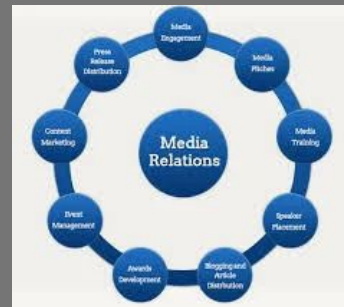 Media
Engagement
Media
Pitches
Media
Training
Speaker
Placement
Blogging and
Article
Distribution
Awards
Development
Event
Management
Content
Marketing
Press
Release
Distribution
Media
Relations